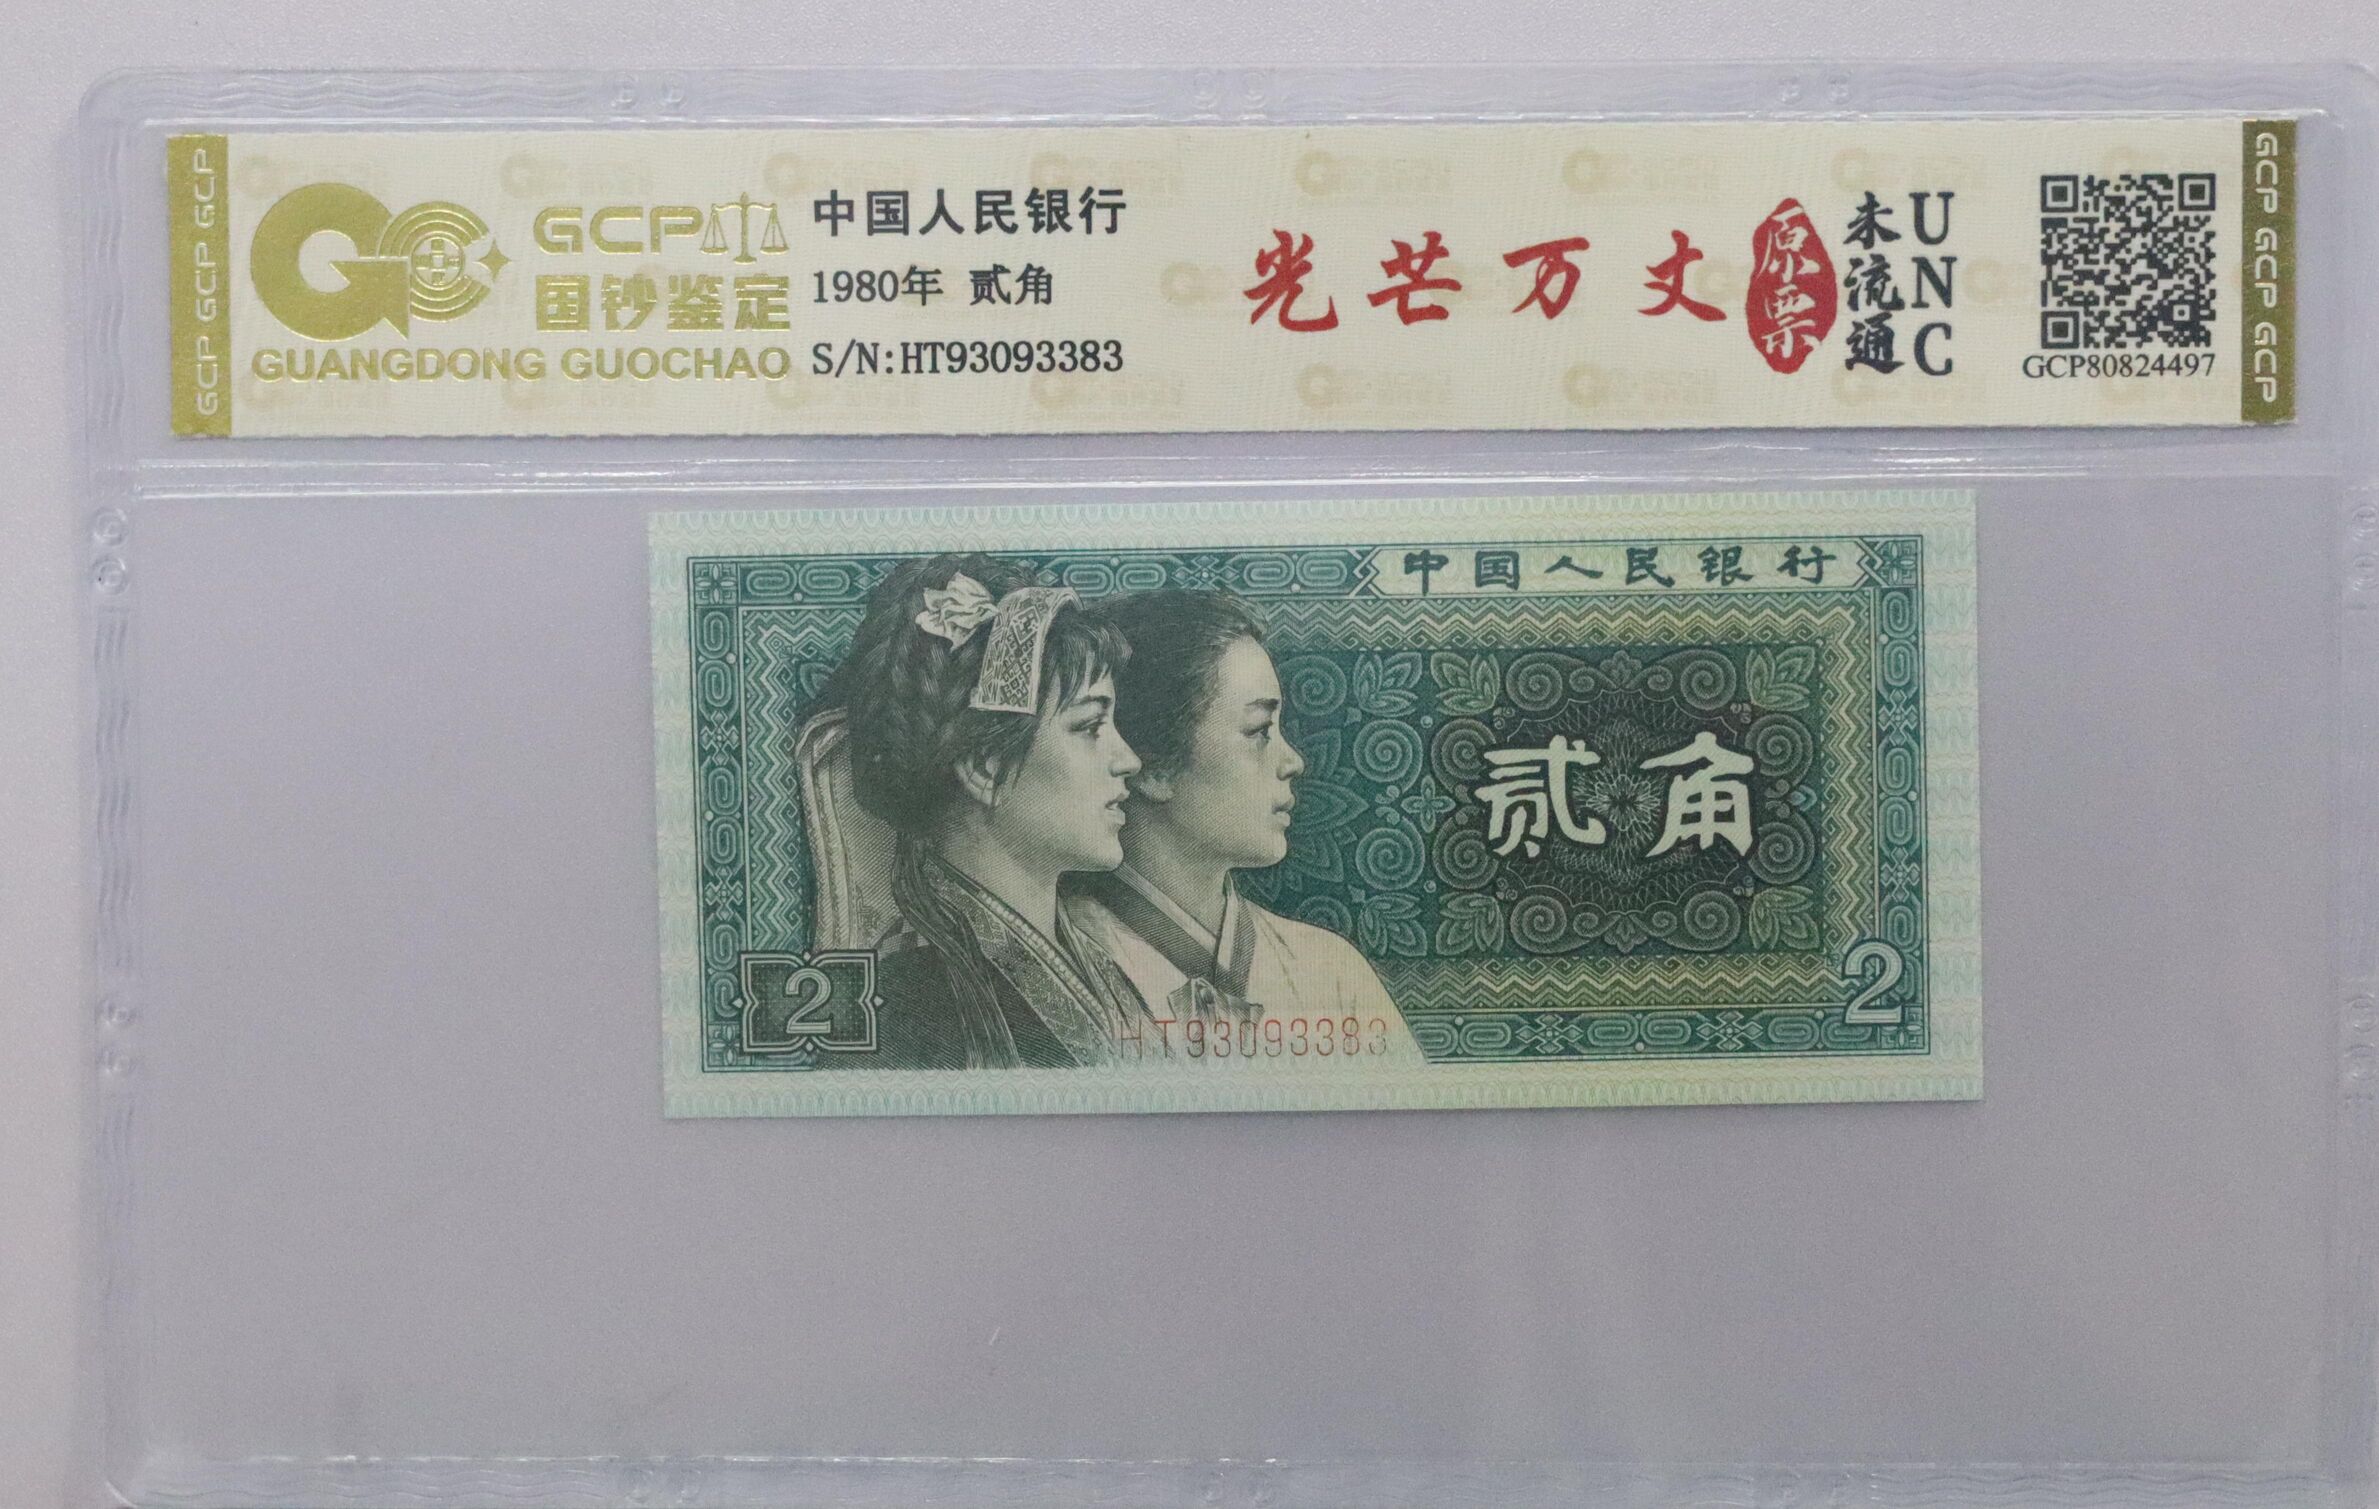 GCP GCP GCP
GCP
国钞鉴定
GUANGDONG GUOCHAO
中国人民银行
1980年 贰角
S/N:HT93093383
光芒万丈
原票
未流通
UNC
GCP80824497
GCP GCP GCP
中国人民银行
贰角
2
2
HT93093383